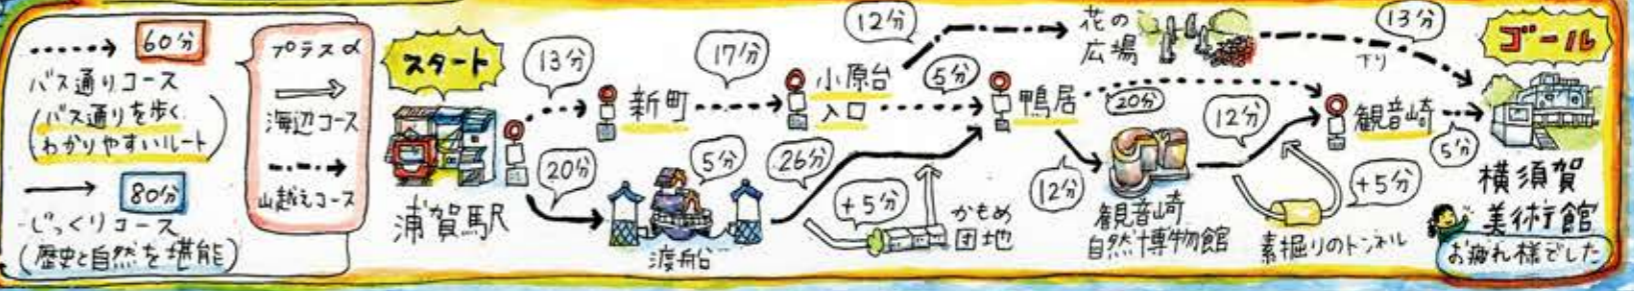 60分
バス通りコース
(バス通りを歩く
わかりやすいルート)
80分
じっくりコース
(歴史と自然を堪能)
プラスα
海辺コース
山越えコース
スタート
浦賀駅
13分
新町
17分
小原台
入口
12分
花の
広場
13分
下り
5分
鴨居
20分
観音崎
5分
20分
渡船
5分
26分
+5分
かもめ
団地
12分
観音崎
自然博物館
12分
素掘りのトンネル
+5分
ゴール
横須賀
美術館
お疲れ様でした